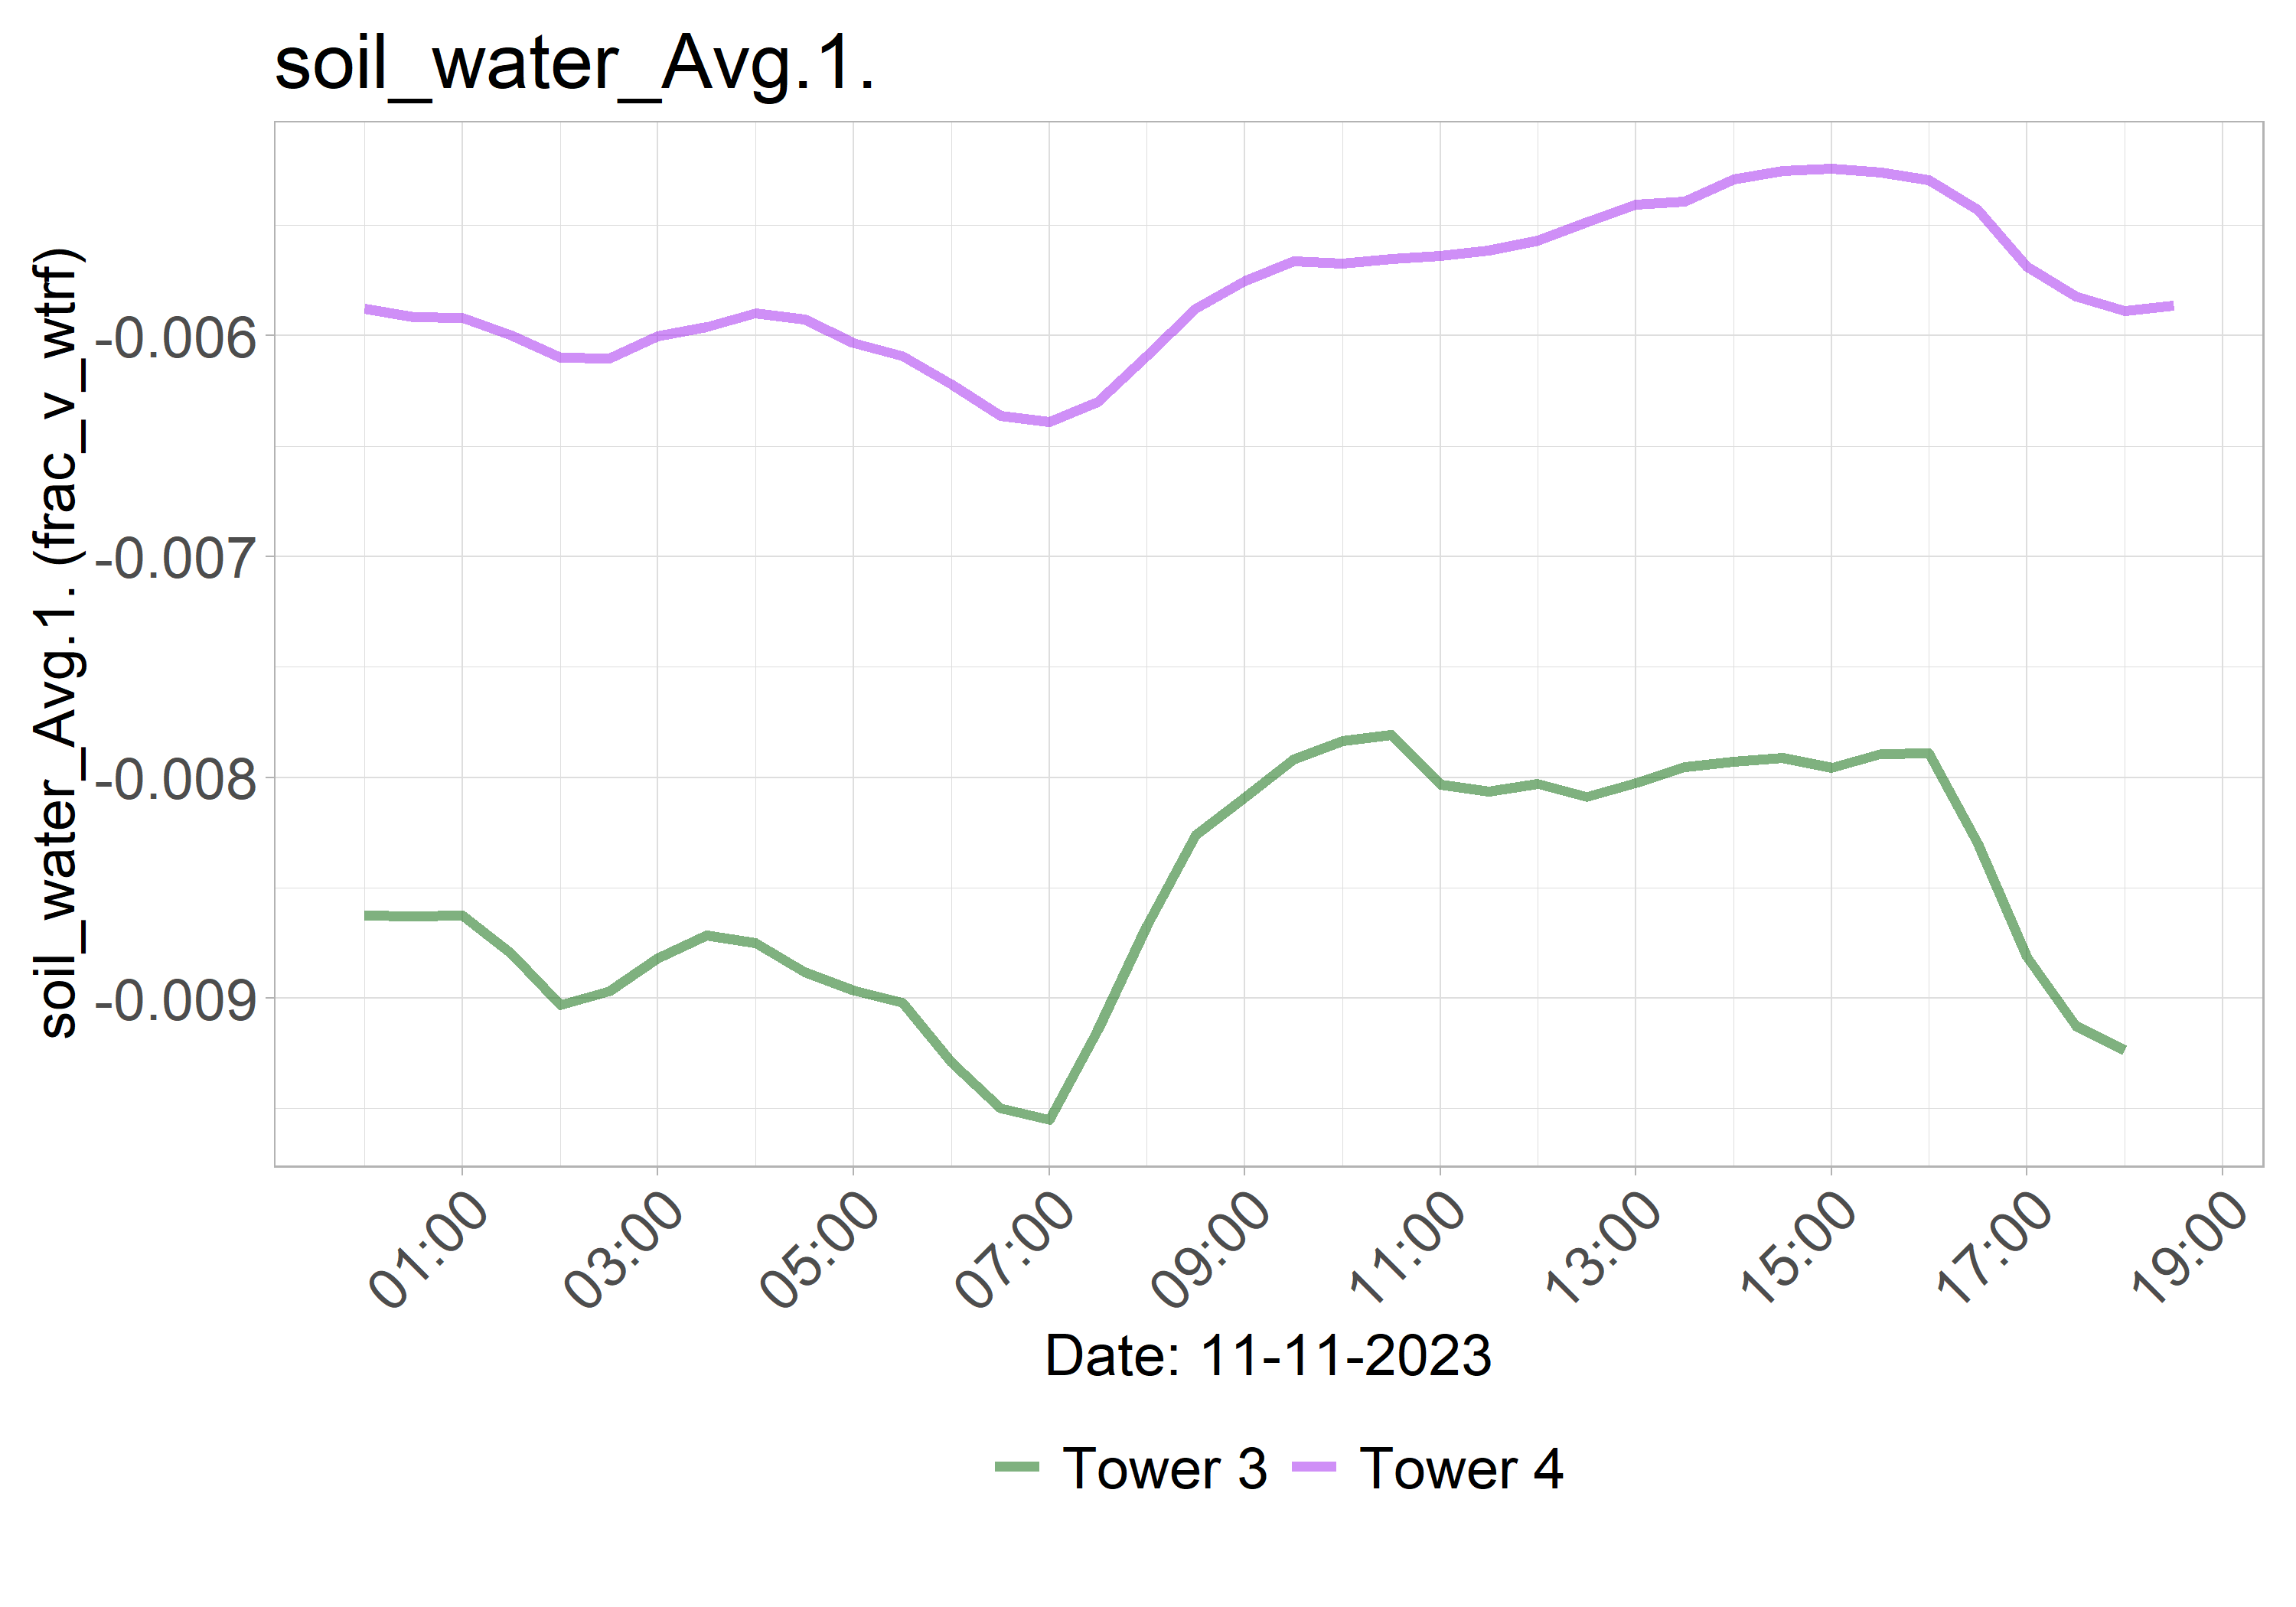 soil_water_Avg.1.
soil_water_Avg.1. (frac_v_wtrf)
-0.006
-0.007
-0.008
-0.009
01:00
03:00
05:00
07:00
09:00
11:00
13:00
15:00
17:00
19:00
Date: 11-11-2023
Tower 3
Tower 4